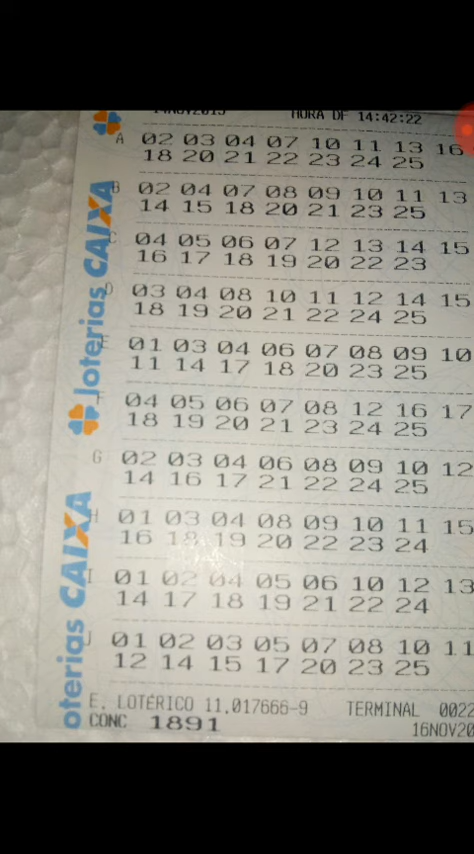 HORA DF 14:42:22
A 02 03 04 07 10 11 13 16
18 20 21 22 23 24 25
B 02 04 07 08 09 10 11 13
14 15 18 20 21 23 25
C 04 05 06 07 12 13 14 15
16 17 18 19 20 22 23
D 03 04 08 10 11 12 14 15
18 19 20 21 22 24 25
E 01 03 04 06 07 08 09 10
11 14 17 18 20 23 25
F 04 05 06 07 08 12 16 17
18 19 20 21 23 24 25
G 02 03 04 06 08 09 10 12
14 16 17 21 22 24 25
H 01 03 04 08 09 10 11 15
16 18 19 20 22 23 24
I 01 02 04 05 06 10 12 13
14 17 18 19 21 22 24
J 01 02 03 05 07 08 10 11
12 14 15 17 20 23 25
E. LOTÉRICO 11.017666-9 TERMINAL 0022
CONC 1891 16NOV20
loterias CAIXA
oterias CAIXA